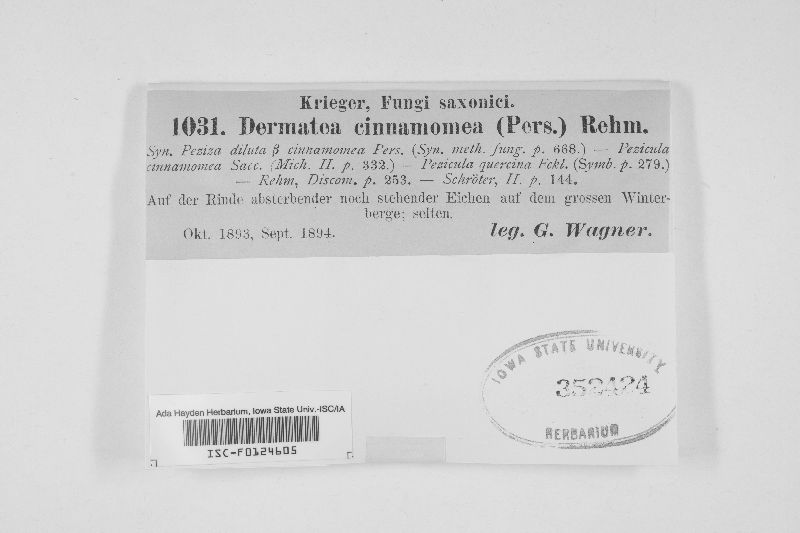 Krieger, Fungi saxonici.
1031. Dermatea cinnamomea (Pers.) Rehm.
Syn. Peziza diluta β cinnamomea Pers. (Syn. meth. fung. p. 668.) — Pezicula
cinnamomea Sacc. (Mich. II. p. 332.) — Pezicula quercina Fckl. (Symb. p. 279.)
— Rehm, Discom. p. 253. — Schröter, II. p. 144.
Auf der Rinde absterbender noch stehender Eichen auf dem grossen Winter-
berge; selten.
Okt. 1893, Sept. 1894. leg. G. Wagner.
IOWA STATE UNIVERSITY
352424
HERBARIUM
Ada Hayden Herbarium, Iowa State Univ.-ISC/IA
ISC-F0124605